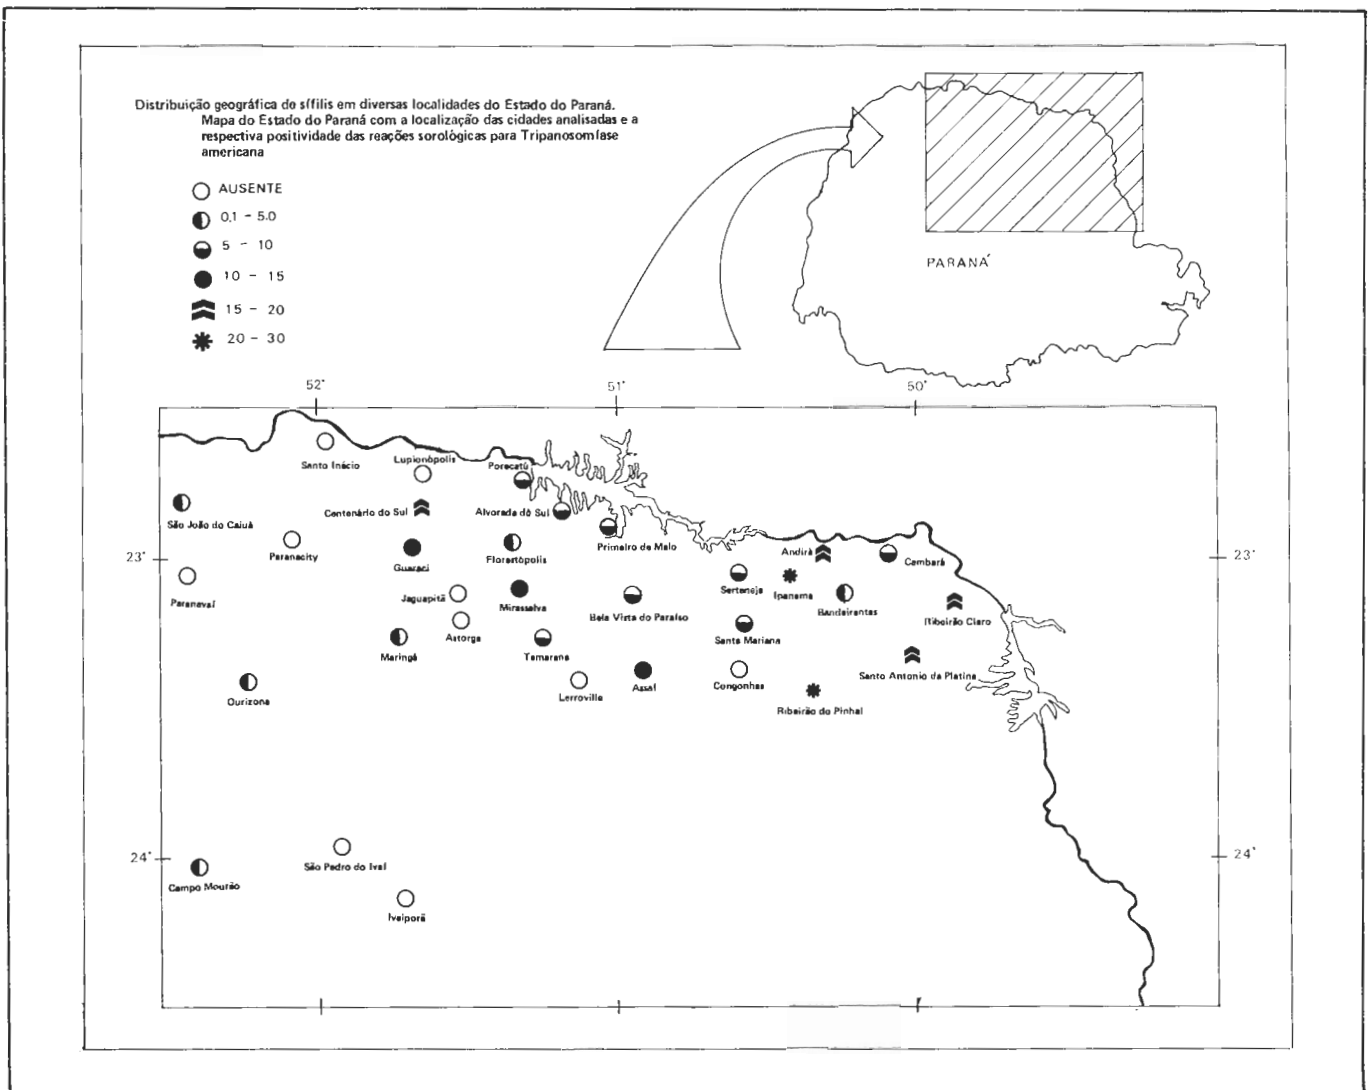 Distribuição geográfica de sífilis em diversas localidades do Estado do Paraná.
Mapa do Estado do Paraná com a localização das cidades analisadas e a
respectiva positividade das reações sorológicas para Tripanosomíase
americana
AUSENTE
0,1 - 5.0
5 - 10
10 - 15
15 - 20
20 - 30
PARANÁ
52°
51°
50°
Santo Inácio
Lupionópolis
Porecatú
São João do Caiuá
Centenário do Sul
Alvorada do Sul
Primeiro de Maio
Andirá
Cambará
23°
23°
Paranacity
Guaraci
Florestópolis
Sertaneja
Ipanema
Bandeirantes
Paranavaí
Jaguapitã
Mirasselva
Bela Vista do Paraíso
Ribeirão Claro
Maringá
Astorga
Tamarana
Santa Mariana
Santo Antonio da Platina
Ourizona
Lerroville
Assaí
Congonhas
Ribeirão do Pinhal
24°
24°
São Pedro do Ivaí
Campo Mourão
Ivaiporã